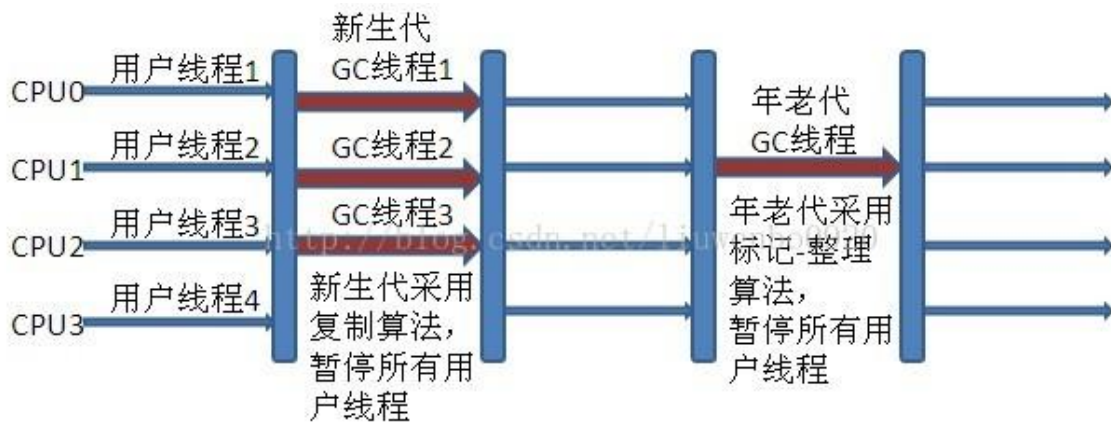 用户线程1
CPU0
用户线程2
CPU1
用户线程3
CPU2
用户线程4
CPU3
新生代
GC线程1
GC线程2
GC线程3
新生代采用
复制算法，
暂停所有用
户线程
年老代
GC线程
年老代采用
标记-整理
算法，
暂停所有用
户线程